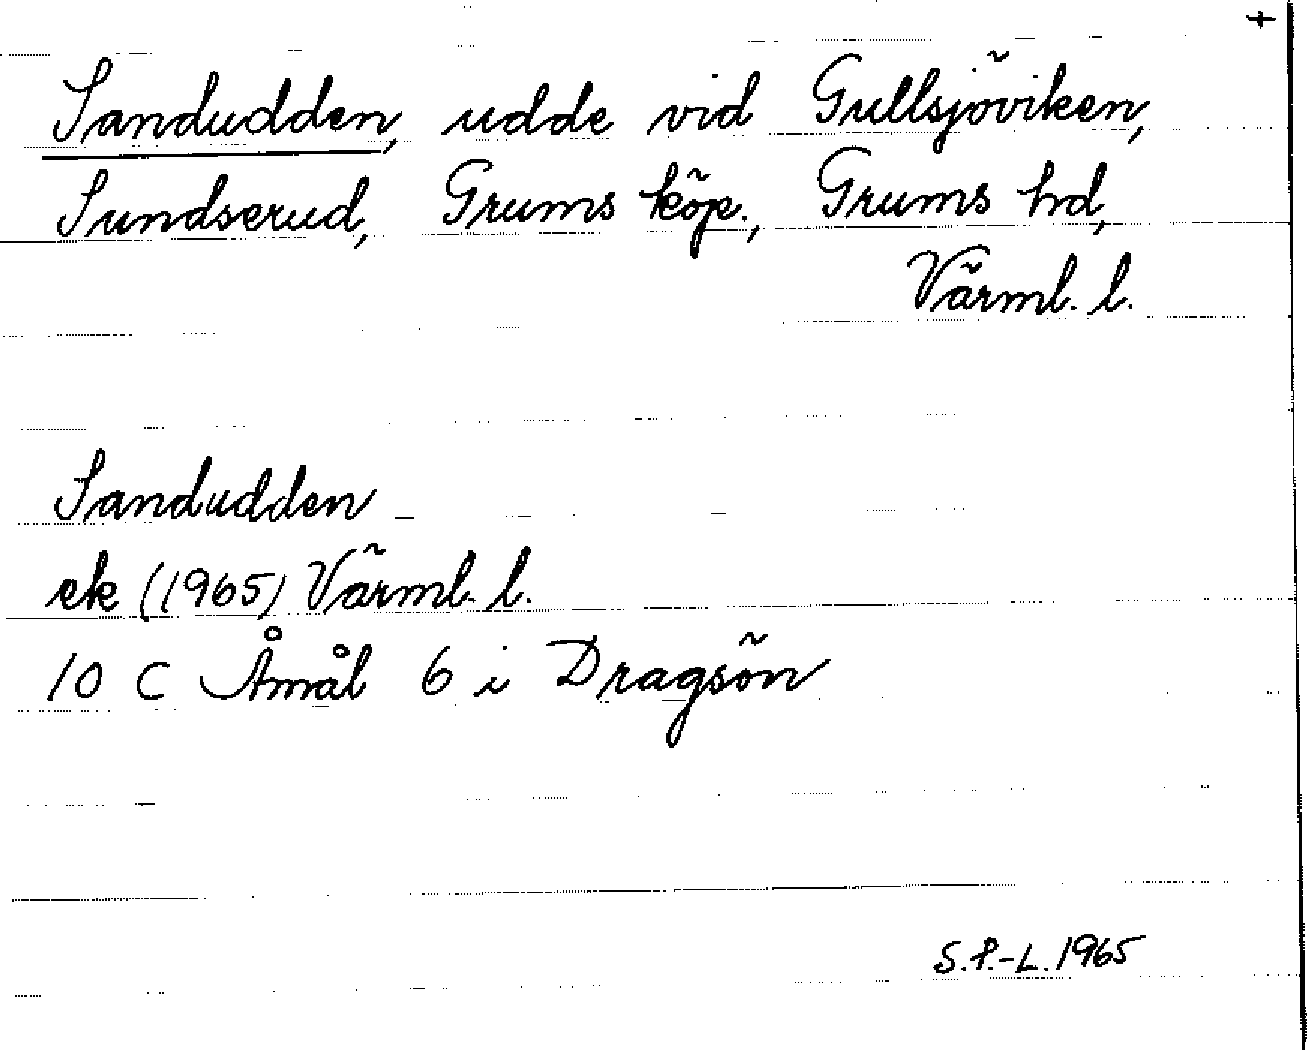 Sandudden, udde vid Gullsjöviken,
Sundserud, Grums köp., Grums hd,
Värml. l.
Sandudden
ek (1965) Värml. l.
10 C Åmål 6 i Dragsön
S.P.-L. 1965